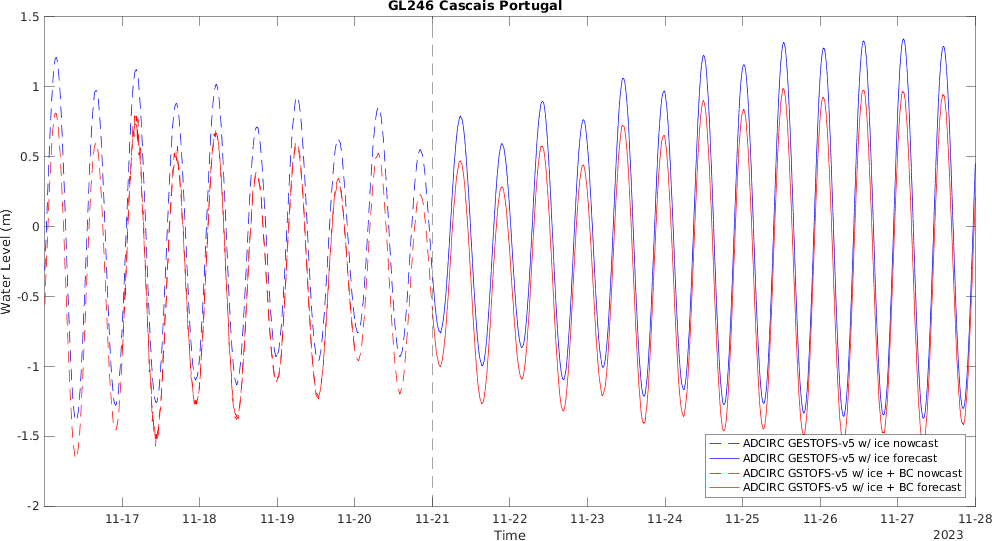 GL246 Cascais Portugal
1.5
1
0.5
0
-0.5
-1
-1.5
-2
Water Level (m)
11-17 11-18 11-19 11-20 11-21 11-22 11-23 11-24 11-25 11-26 11-27 11-28
Time
2023
ADCIRC GESTOFS-v5 w/ ice nowcast
ADCIRC GESTOFS-v5 w/ ice forecast
ADCIRC GSTOFS-v5 w/ ice + BC nowcast
ADCIRC GSTOFS-v5 w/ ice + BC forecast